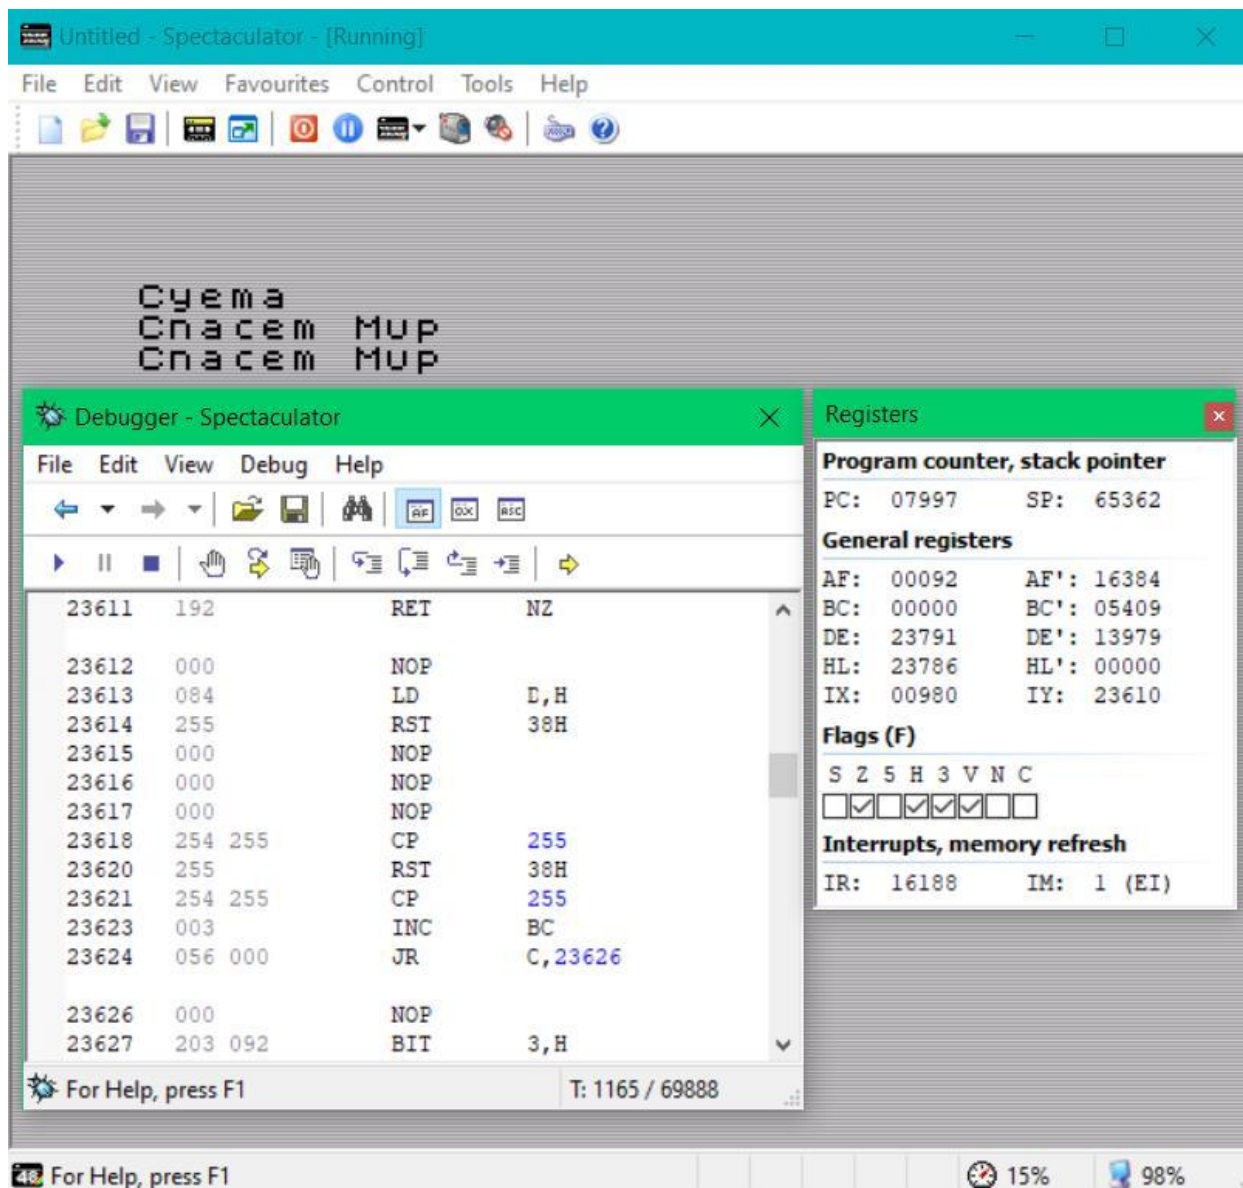 Untitled - Spectaculator - [Running]
File Edit View Favourites Control Tools Help
Cyema
Cnacem Mup
Cnacem Mup
Debugger - Spectaculator
File Edit View Debug Help
AF 0X ASC
23611 192 RET NZ
23612 000 NOP
23613 084 LD D,H
23614 255 RST 38H
23615 000 NOP
23616 000 NOP
23617 000 NOP
23618 254 255 CP 255
23620 255 RST 38H
23621 254 255 CP 255
23623 003 INC BC
23624 056 000 JR C,23626
23626 000 NOP
23627 203 092 BIT 3,H
For Help, press F1 T: 1165 / 69888
Registers
Program counter, stack pointer
PC: 07997 SP: 65362
General registers
AF: 00092 AF': 16384
BC: 00000 BC': 05409
DE: 23791 DE': 13979
HL: 23786 HL': 00000
IX: 00980 IY: 23610
Flags (F)
S Z 5 H 3 V N C
Interrupts, memory refresh
IR: 16188 IM: 1 (EI)
48 For Help, press F1 15% 98%